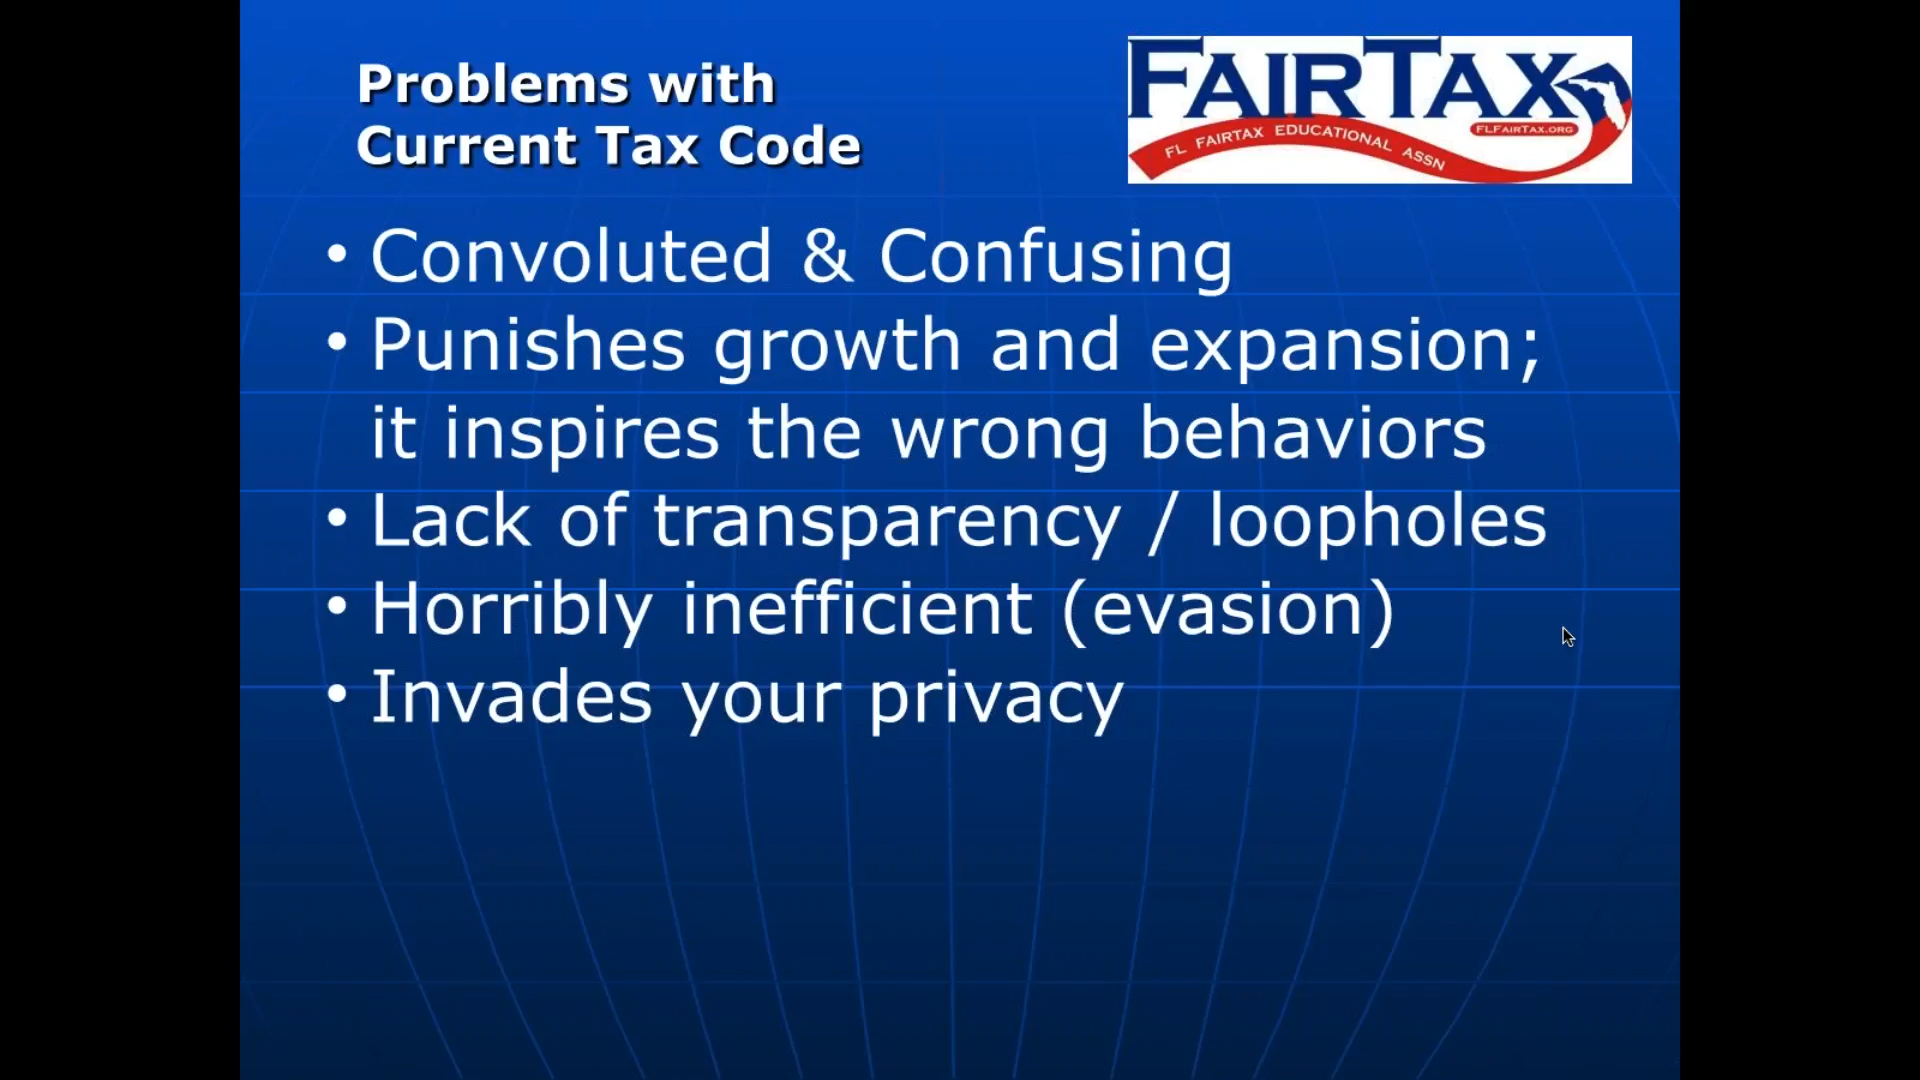 Problems with
Current Tax Code
FAIRTAX
FLFAIRTAX.ORG
FL FAIRTAX EDUCATIONAL ASSN
• Convoluted & Confusing
• Punishes growth and expansion;
it inspires the wrong behaviors
• Lack of transparency / loopholes
• Horribly inefficient (evasion)
• Invades your privacy